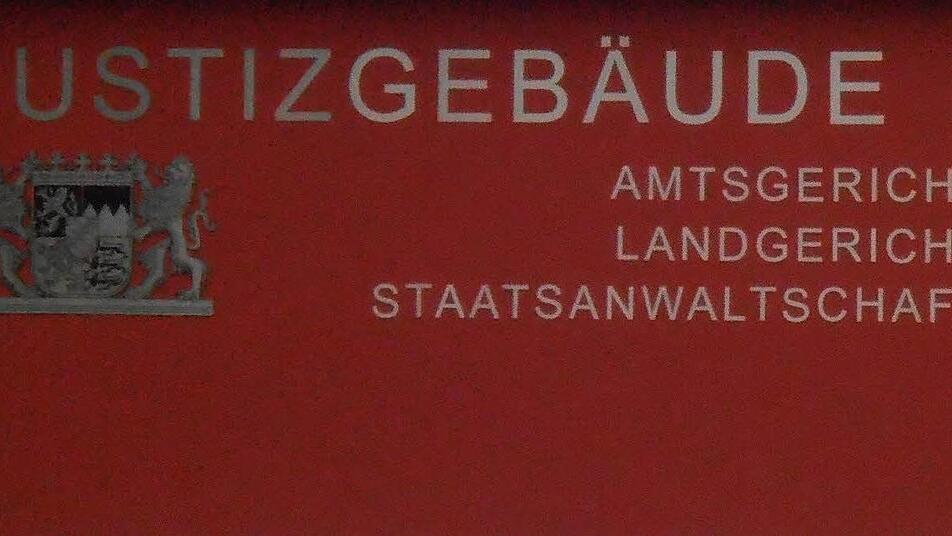 USTIZGEBÄUDE
AMTSGERICH
LANDGERICH
STAATSANWALTSCHAF